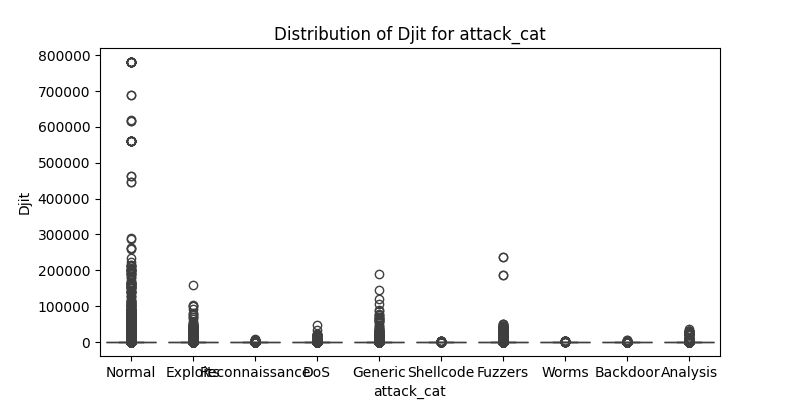 Distribution of Djit for attack_cat
800000
700000
600000
500000
400000
300000
200000
100000
0
Djit
Normal Exploits Reconnaissance DoS Generic Shellcode Fuzzers Worms Backdoor Analysis
attack_cat